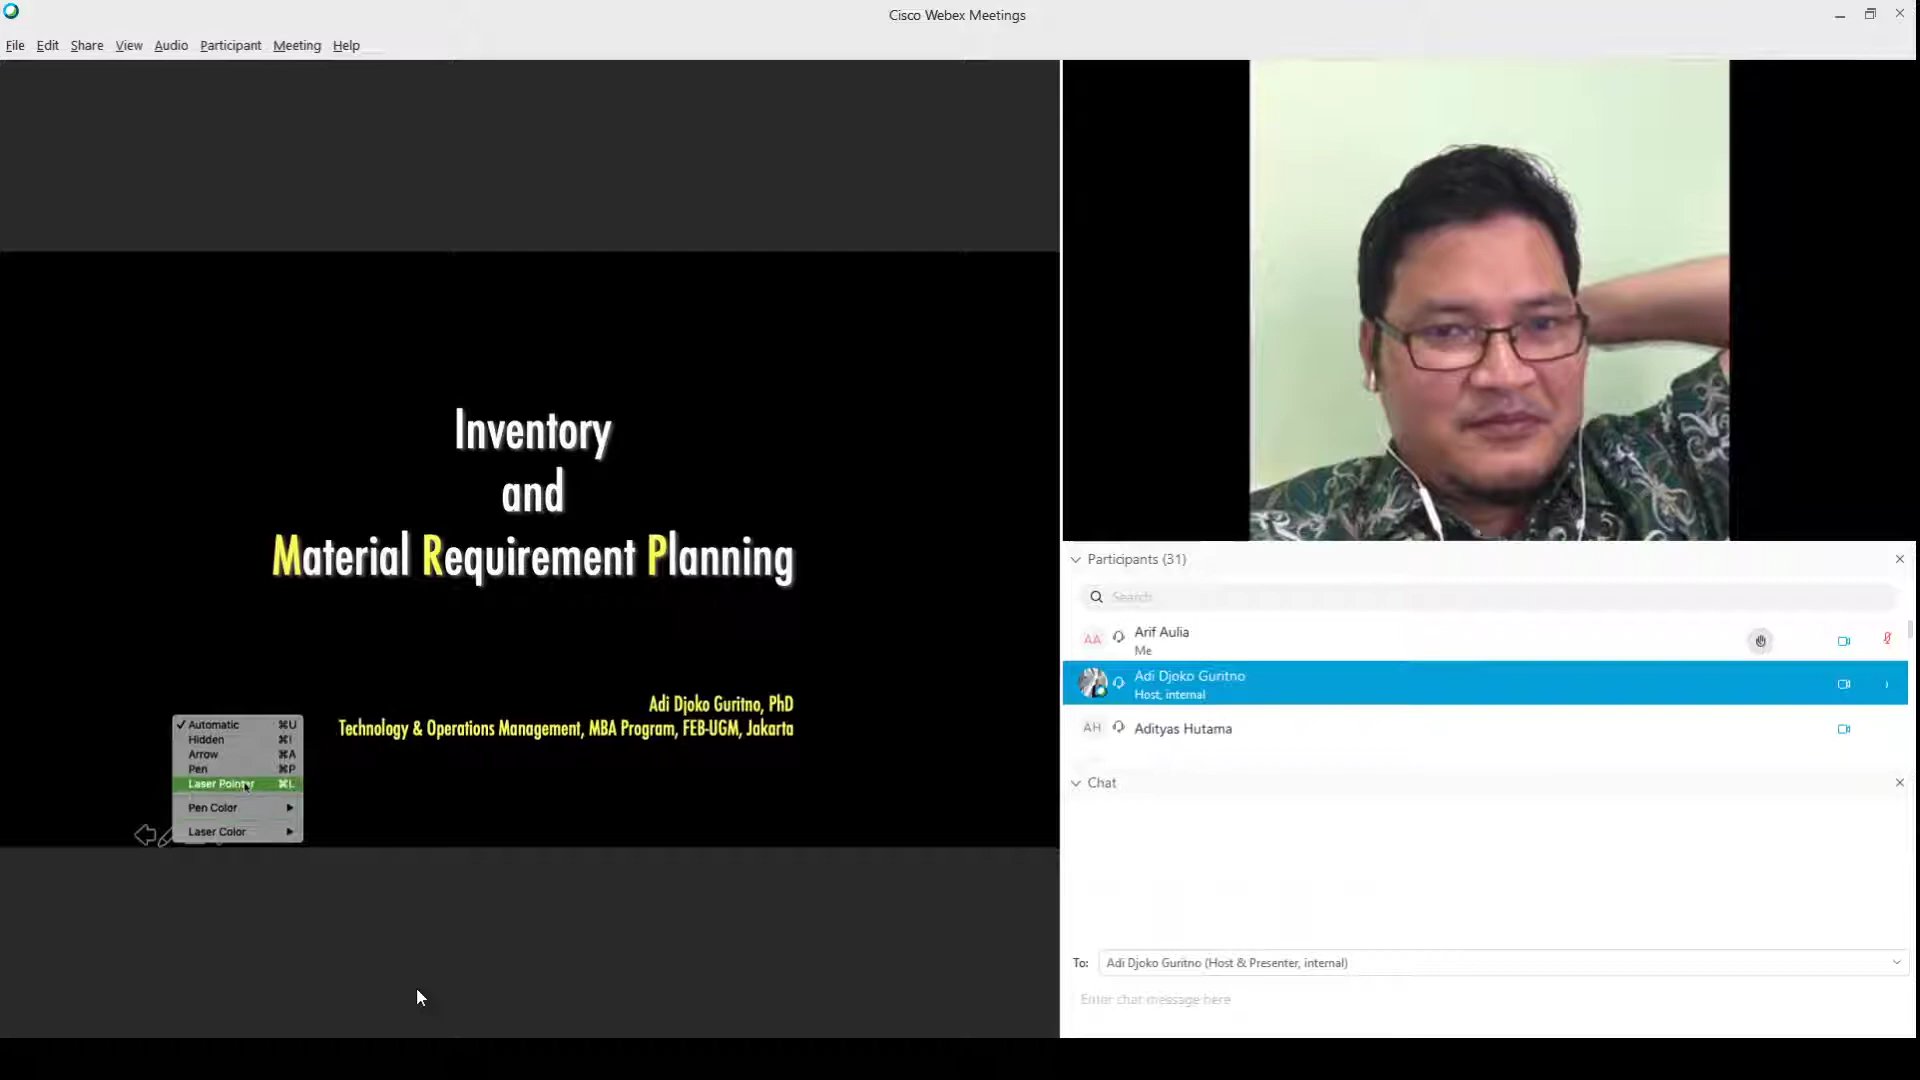 Cisco Webex Meetings
File Edit Share View Audio Participant Meeting Help
Inventory
and
Material Requirement Planning
Adi Djoko Guritno, PhD
Technology & Operations Management, MBA Program, FEB-UGM, Jakarta
✓ Automatic ⌘U
Hidden ⌘I
Arrow ⌘A
Pen ⌘P
Laser Pointer ⌘L
Pen Color
Laser Color
Participants (31)
Search
AA Arif Aulia
Me
Adi Djoko Guritno
Host, internal
AH Adityas Hutama
Chat
To: Adi Djoko Guritno (Host & Presenter, internal)
Enter chat message here